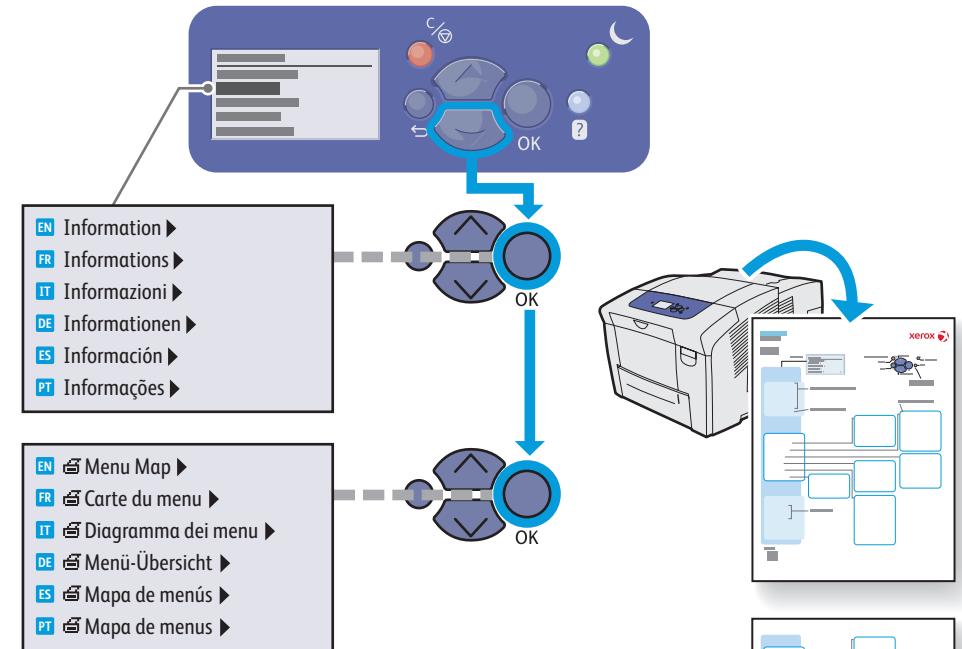 C/
OK
?
EN Information
FR Informations
IT Informazioni
DE Informationen
ES Información
PT Informações
OK
xerox
EN Menu Map
FR Carte du menu
IT Diagramma dei menu
DE Menü-Übersicht
ES Mapa de menús
PT Mapa de menus
OK